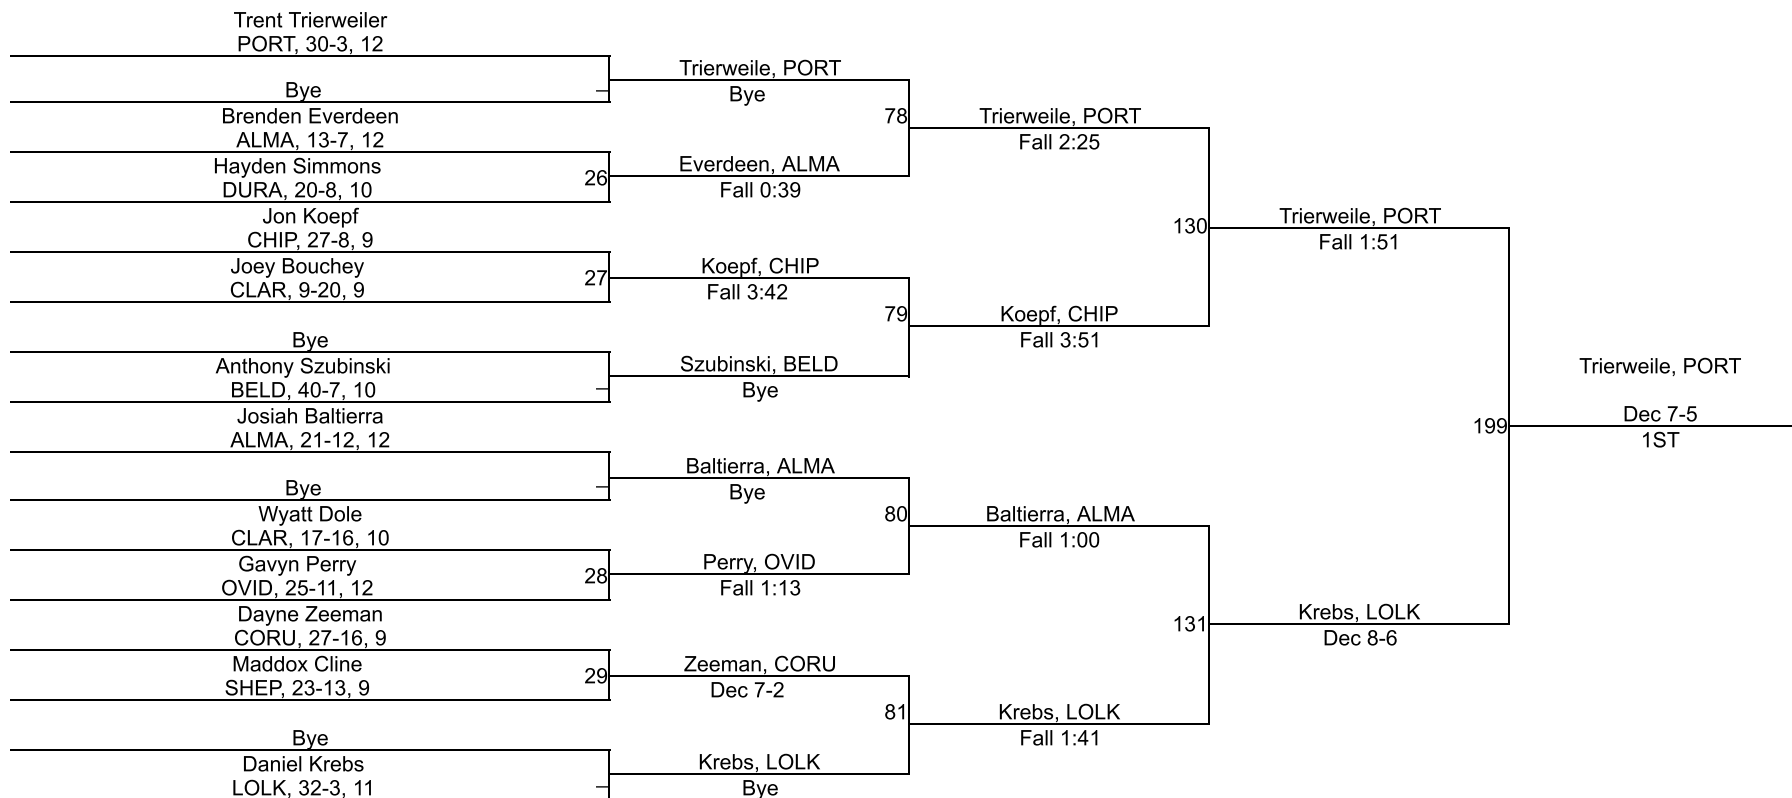 Trent Trierweiler
PORT, 30-3, 12
Bye
Brenden Everdeen
ALMA, 13-7, 12
Hayden Simmons
DURA, 20-8, 10
Jon Koepf
CHIP, 27-8, 9
Joey Bouchey
CLAR, 9-20, 9
Bye
Anthony Szubinski
BELD, 40-7, 10
Josiah Baltierra
ALMA, 21-12, 12
Bye
Wyatt Dole
CLAR, 17-16, 10
Gavyn Perry
OVID, 25-11, 12
Dayne Zeeman
CORU, 27-16, 9
Maddox Cline
SHEP, 23-13, 9
Bye
Daniel Krebs
LOLK, 32-3, 11
26
27
28
29
Trierweile, PORT
Bye
Everdeen, ALMA
Fall 0:39
Koepf, CHIP
Fall 3:42
Szubinski, BELD
Bye
Baltierra, ALMA
Bye
Perry, OVID
Fall 1:13
Zeeman, CORU
Dec 7-2
Krebs, LOLK
Bye
78
79
80
81
Trierweile, PORT
Fall 2:25
Koepf, CHIP
Fall 3:51
Baltierra, ALMA
Fall 1:00
Krebs, LOLK
Fall 1:41
130
131
Trierweile, PORT
Fall 1:51
Krebs, LOLK
Dec 8-6
199
Trierweile, PORT
Dec 7-5
1ST